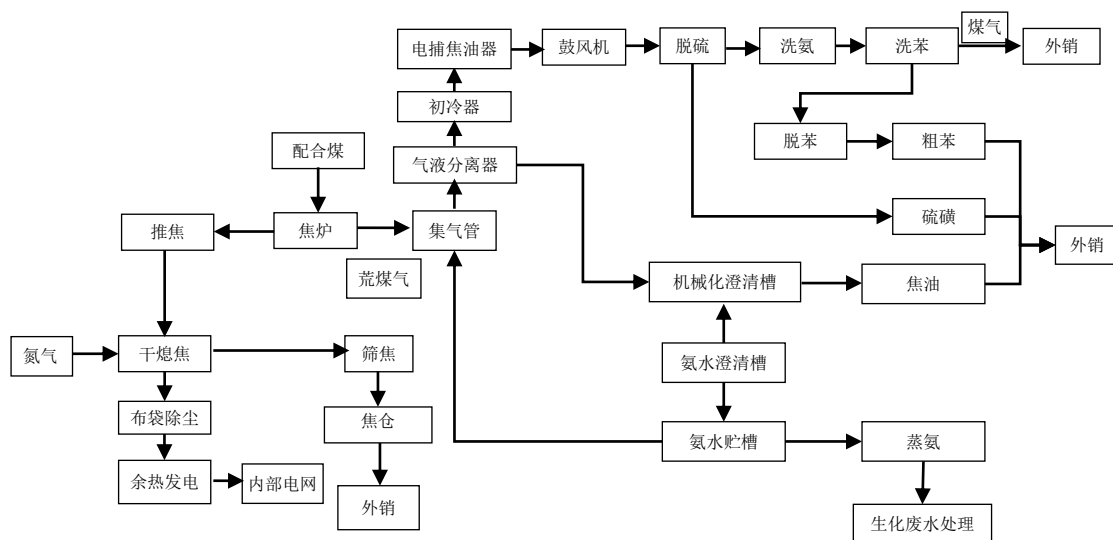 煤气
电捕焦油器
鼓风机
脱硫
洗氨
洗苯
外销
初冷器
配合煤
脱苯
粗苯
气液分离器
推焦
焦炉
集气管
硫磺
外销
荒煤气
机械化澄清槽
焦油
氮气
干熄焦
筛焦
氨水澄清槽
布袋除尘
焦仓
氨水贮槽
蒸氨
余热发电
内部电网
外销
生化废水处理